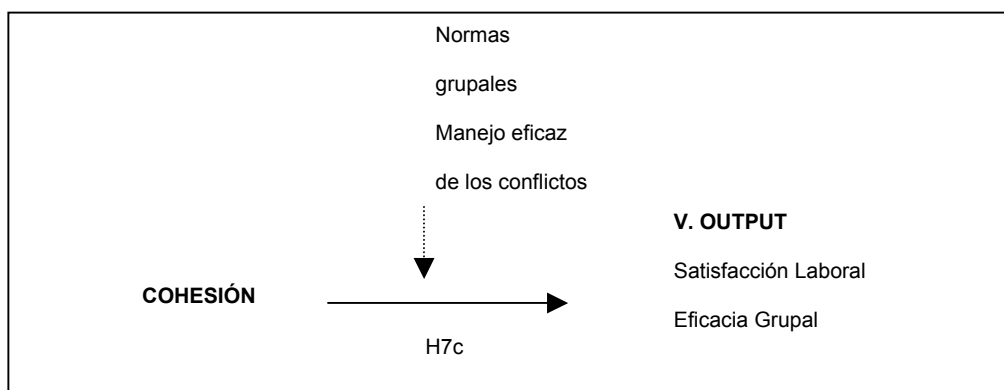 Normas
grupales
Manejo eficaz
de los conflictos
V. OUTPUT
Satisfacción Laboral
COHESIÓN
Eficacia Grupal
H7c